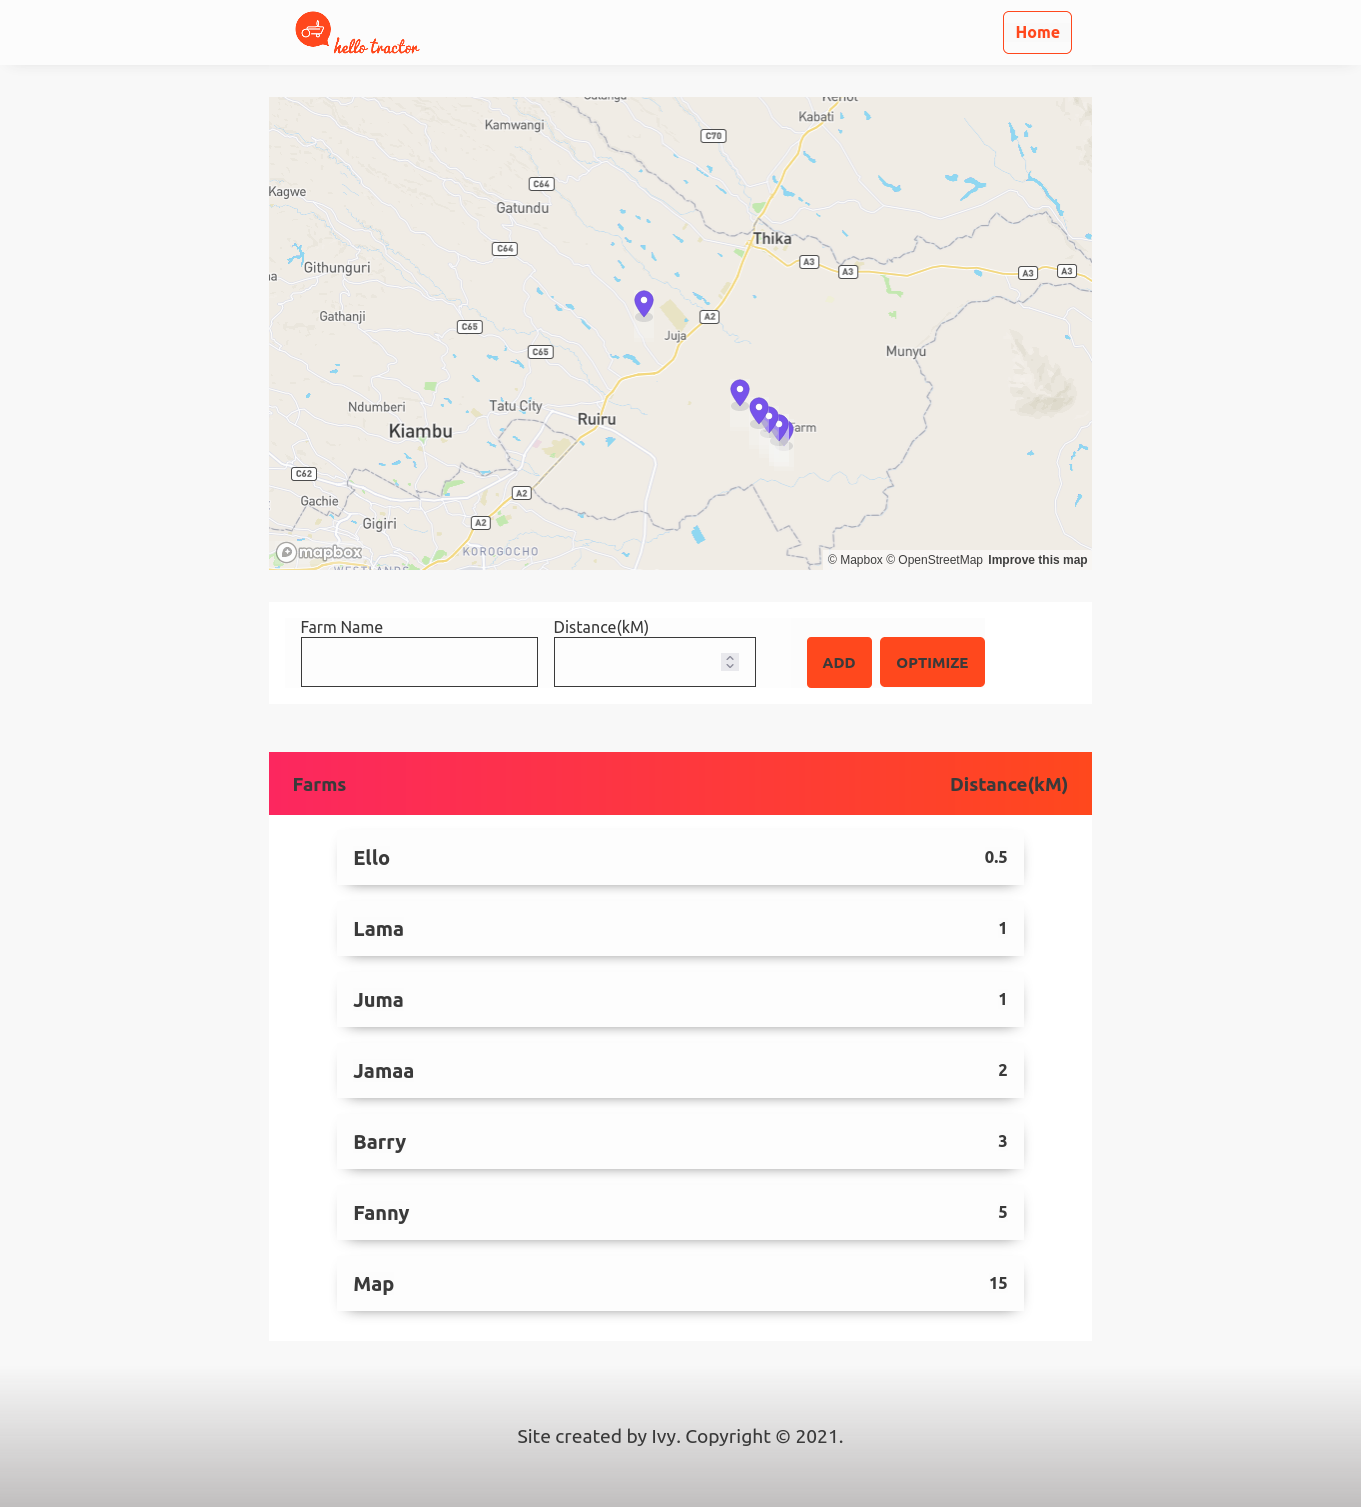 hello tractor
Home
Kenol
Kamwangi
Kabati
C70
C64
Kagwe
Gatundu
Thika
C64
A3
A3
A3
A3
Githunguri
Gathanji
A2
C65
Juja
C65
Munyu
Ndumberi
Tatu City
Ruiru
Kiambu
Farm
C62
A2
Gachie
Gigiri
A2
KOROGOCHO
mapbox
© Mapbox © OpenStreetMap Improve this map
WESTLANDS
Farm Name
Distance(kM)
ADD
OPTIMIZE
Farms
Distance(kM)
Ello
0.5
Lama
1
Juma
1
Jamaa
2
Barry
3
Fanny
5
Map
15
Site created by Ivy. Copyright © 2021.